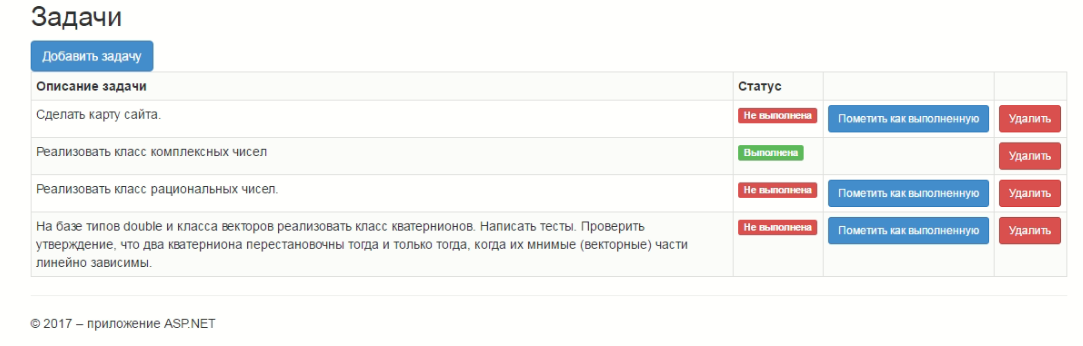 Задачи
Добавить задачу
Описание задачи Статус
Сделать карту сайта. Не выполнена Пометить как выполненную Удалить
Реализовать класс комплексных чисел Выполнена Удалить
Реализовать класс рациональных чисел. Не выполнена Пометить как выполненную Удалить
На базе типов double и класса векторов реализовать класс кватернионов. Написать тесты. Проверить Не выполнена Пометить как выполненную Удалить
утверждение, что два кватерниона перестановочны тогда и только тогда, когда их мнимые (векторные) части
линейно зависимы.
© 2017 – приложение ASP.NET